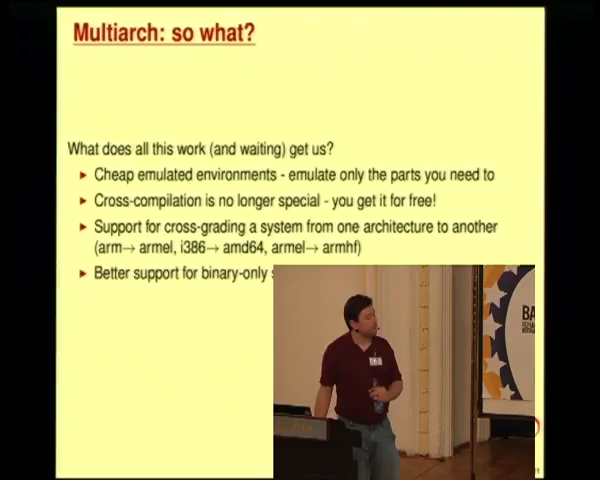 Multiarch: so what?
What does all this work (and waiting) get us?
▶ Cheap emulated environments - emulate only the parts you need to
▶ Cross-compilation is no longer special - you get it for free!
▶ Support for cross-grading a system from one architecture to another
(arm→ armel, i386→ amd64, armel→ armhf)
▶ Better support for binary-only
BA